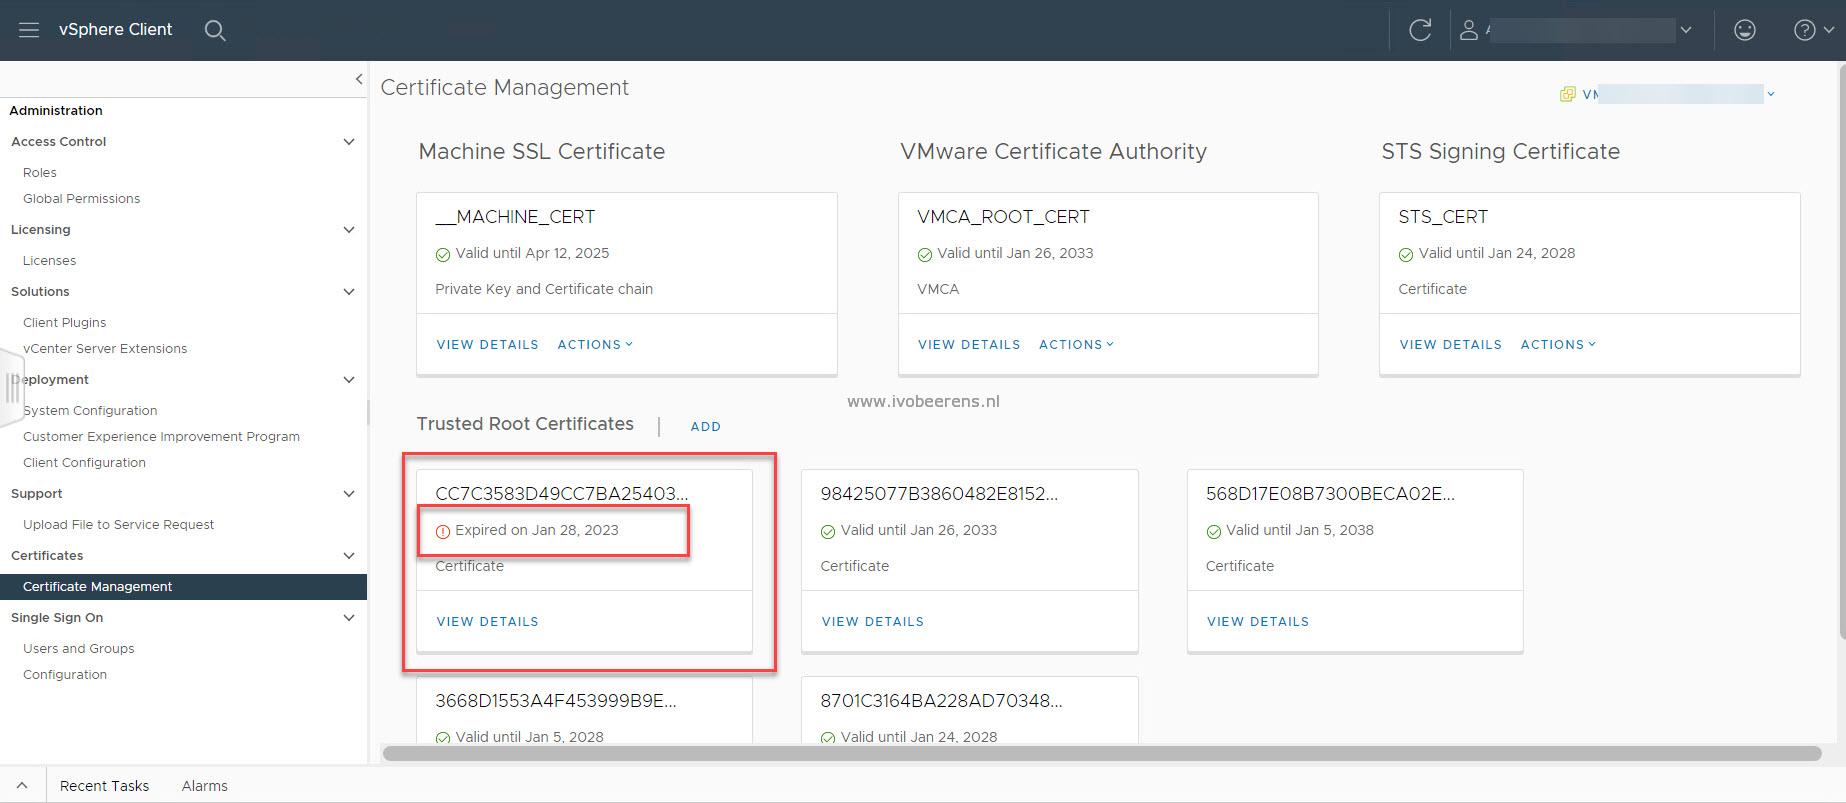 vSphere Client
Certificate Management
Administration
Access Control
Roles
Global Permissions
Licensing
Licenses
Solutions
Client Plugins
vCenter Server Extensions
Deployment
System Configuration
Customer Experience Improvement Program
Client Configuration
Support
Upload File to Service Request
Certificates
Certificate Management
Single Sign On
Users and Groups
Configuration
Machine SSL Certificate
__MACHINE_CERT
Valid until Apr 12, 2025
Private Key and Certificate chain
VIEW DETAILS ACTIONS
VMware Certificate Authority
VMCA_ROOT_CERT
Valid until Jan 26, 2033
VMCA
VIEW DETAILS ACTIONS
STS Signing Certificate
STS_CERT
Valid until Jan 24, 2028
Certificate
VIEW DETAILS ACTIONS
www.ivobeerens.nl
Trusted Root Certificates | ADD
CC7C3583D49CC7BA25403...
Expired on Jan 28, 2023
Certificate
VIEW DETAILS
98425077B3860482E8152...
Valid until Jan 26, 2033
Certificate
VIEW DETAILS
568D17E08B7300BECA02E...
Valid until Jan 5, 2038
Certificate
VIEW DETAILS
3668D1553A4F453999B9E...
Valid until Jan 5, 2028
8701C3164BA228AD70348...
Valid until Jan 24, 2028
Recent Tasks Alarms